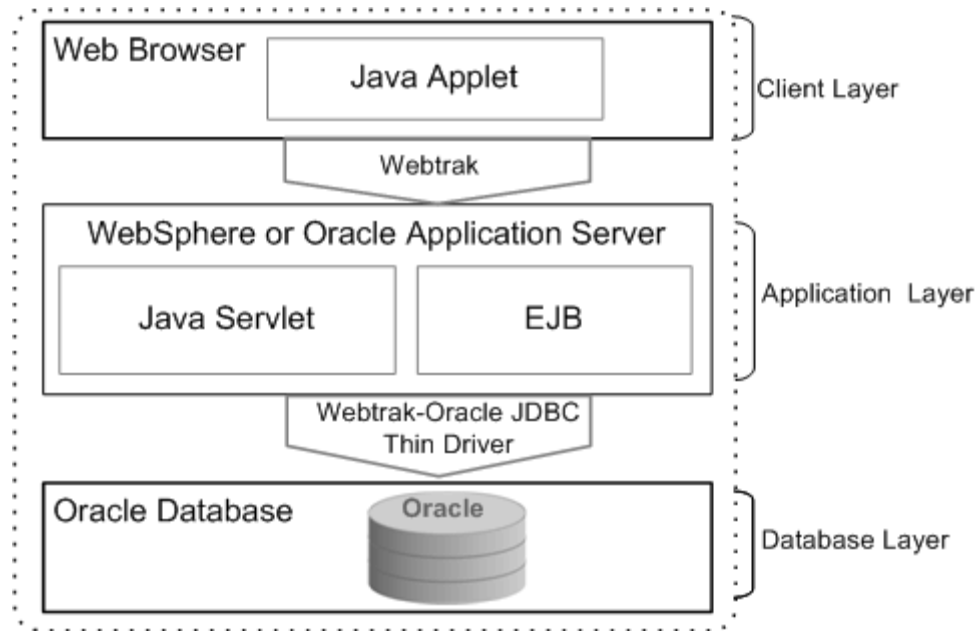 Web Browser
Java Applet
Client Layer
Webtrak
WebSphere or Oracle Application Server
Java Servlet
EJB
Application Layer
Webtrak-Oracle JDBC
Thin Driver
Oracle Database
Oracle
Database Layer